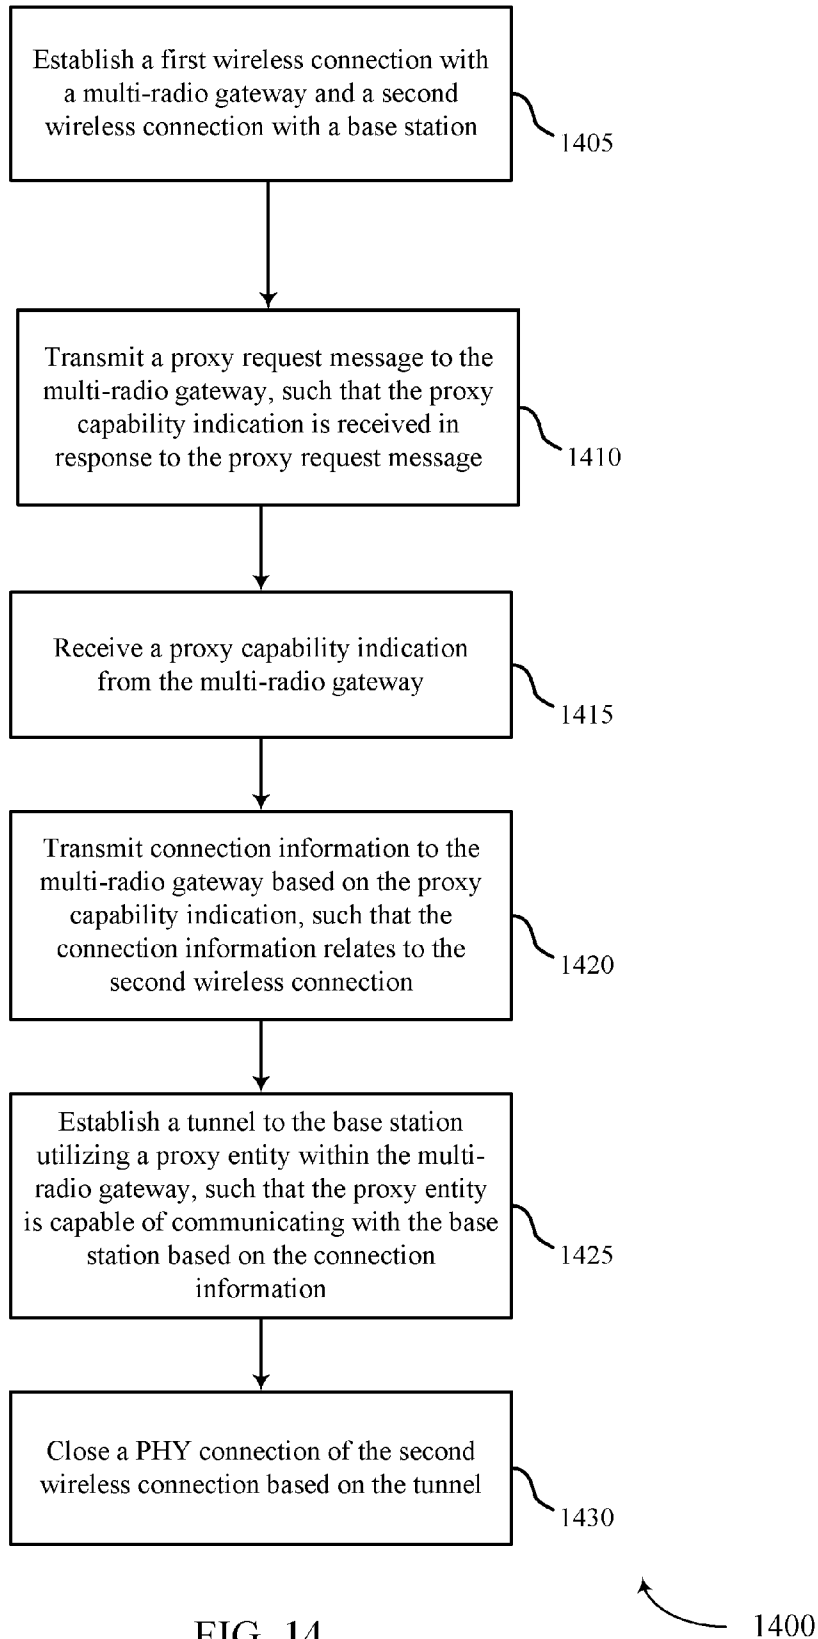 Establish a first wireless connection with
a multi-radio gateway and a second
wireless connection with a base station
1405
Transmit a proxy request message to the
multi-radio gateway, such that the proxy
capability indication is received in
response to the proxy request message
1410
Receive a proxy capability indication
from the multi-radio gateway
1415
Transmit connection information to the
multi-radio gateway based on the proxy
capability indication, such that the
connection information relates to the
second wireless connection
1420
Establish a tunnel to the base station
utilizing a proxy entity within the multi-
radio gateway, such that the proxy entity
is capable of communicating with the base
station based on the connection
information
1425
Close a PHY connection of the second
wireless connection based on the tunnel
1430
1400
FIG. 14